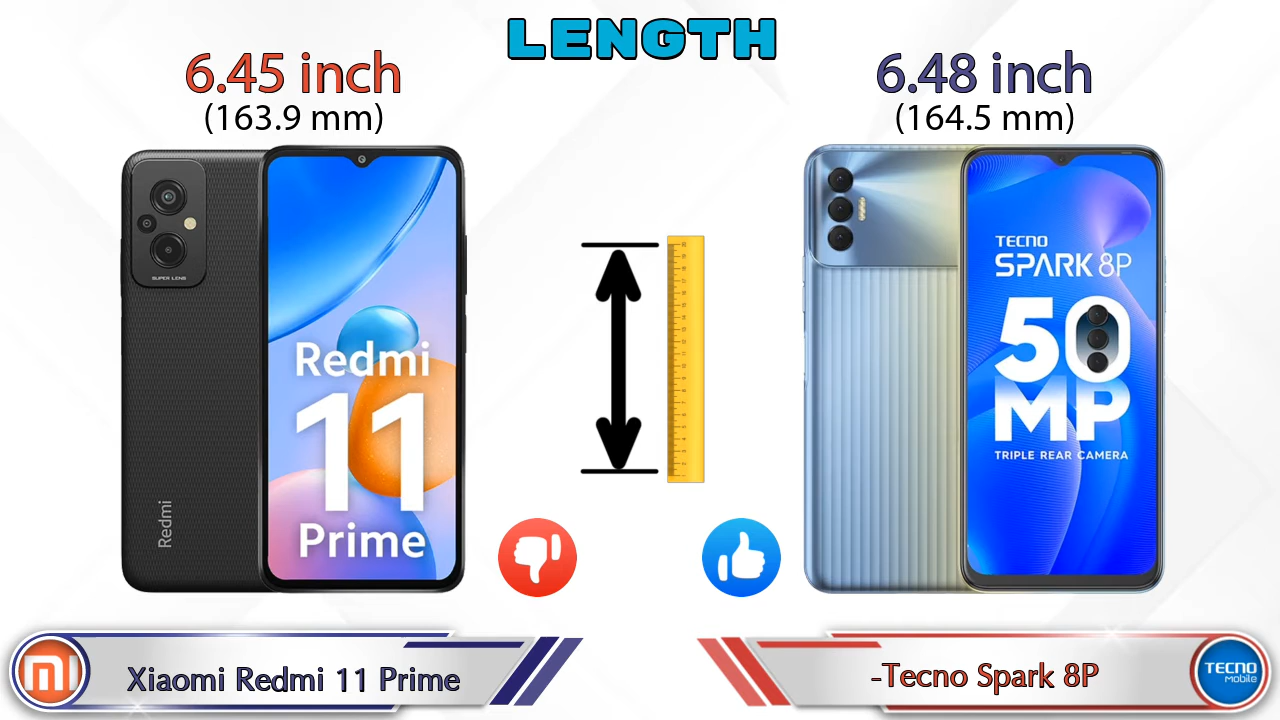 LENGTH
6.45 inch
(163.9 mm)
6.48 inch
(164.5 mm)
SUPER LENS
Redmi
Redmi
11
Prime
TECNO
SPARK 8P
50
MP
TRIPLE REAR CAMERA
Xiaomi Redmi 11 Prime
-Tecno Spark 8P
TECNO
Mobile